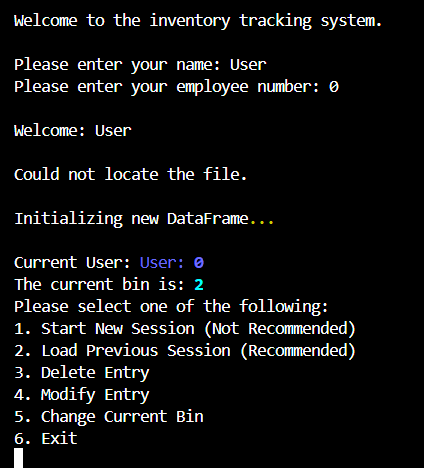 Welcome to the inventory tracking system.
Please enter your name: User
Please enter your employee number: 0
Welcome: User
Could not locate the file.
Initializing new DataFrame...
Current User: User: 0
The current bin is: 2
Please select one of the following:
1. Start New Session (Not Recommended)
2. Load Previous Session (Recommended)
3. Delete Entry
4. Modify Entry
5. Change Current Bin
6. Exit